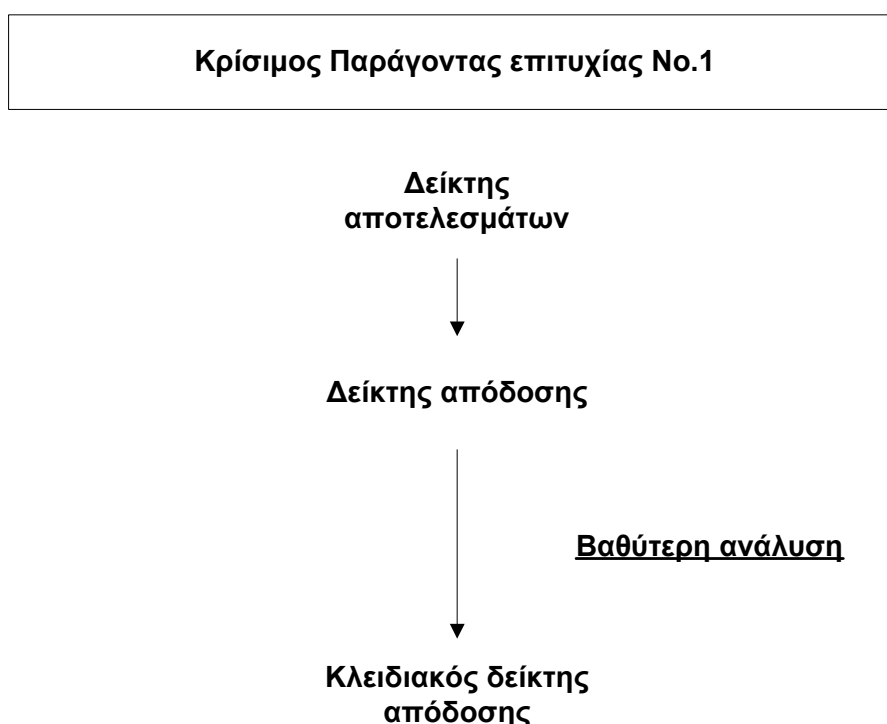 Κρίσιμος Παράγοντας επιτυχίας Νο.1
Δείκτης
αποτελεσμάτων
Δείκτης απόδοσης
Βαθύτερη ανάλυση
Κλειδιακός δείκτης
απόδοσης